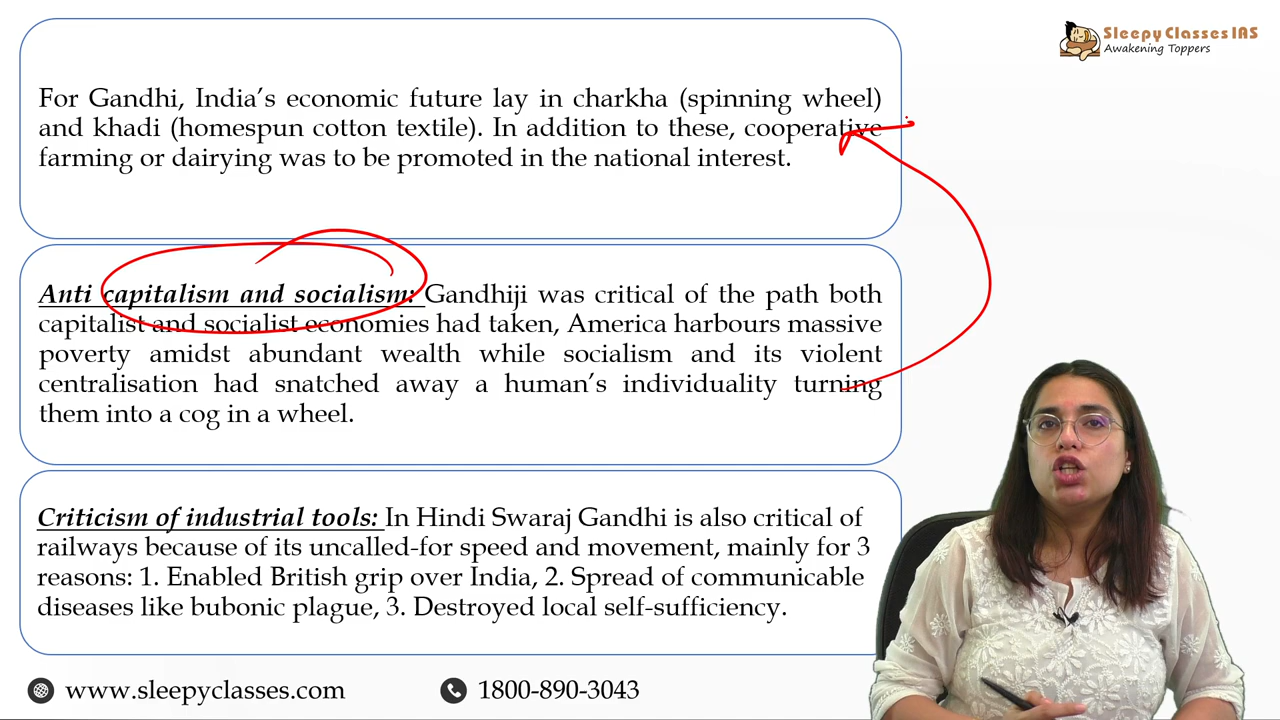 Sleepy Classes IAS
Awakening Toppers
For Gandhi, India's economic future lay in charkha (spinning wheel)
and khadi (homespun cotton textile). In addition to these, cooperative
farming or dairying was to be promoted in the national interest.
Anti capitalism and socialism: Gandhiji was critical of the path both
capitalist and socialist economies had taken, America harbours massive
poverty amidst abundant wealth while socialism and its violent
centralisation had snatched away a human's individuality turning
them into a cog in a wheel.
Criticism of industrial tools: In Hindi Swaraj Gandhi is also critical of
railways because of its uncalled-for speed and movement, mainly for 3
reasons: 1. Enabled British grip over India, 2. Spread of communicable
diseases like bubonic plague, 3. Destroyed local self-sufficiency.
www.sleepyclasses.com
1800-890-3043